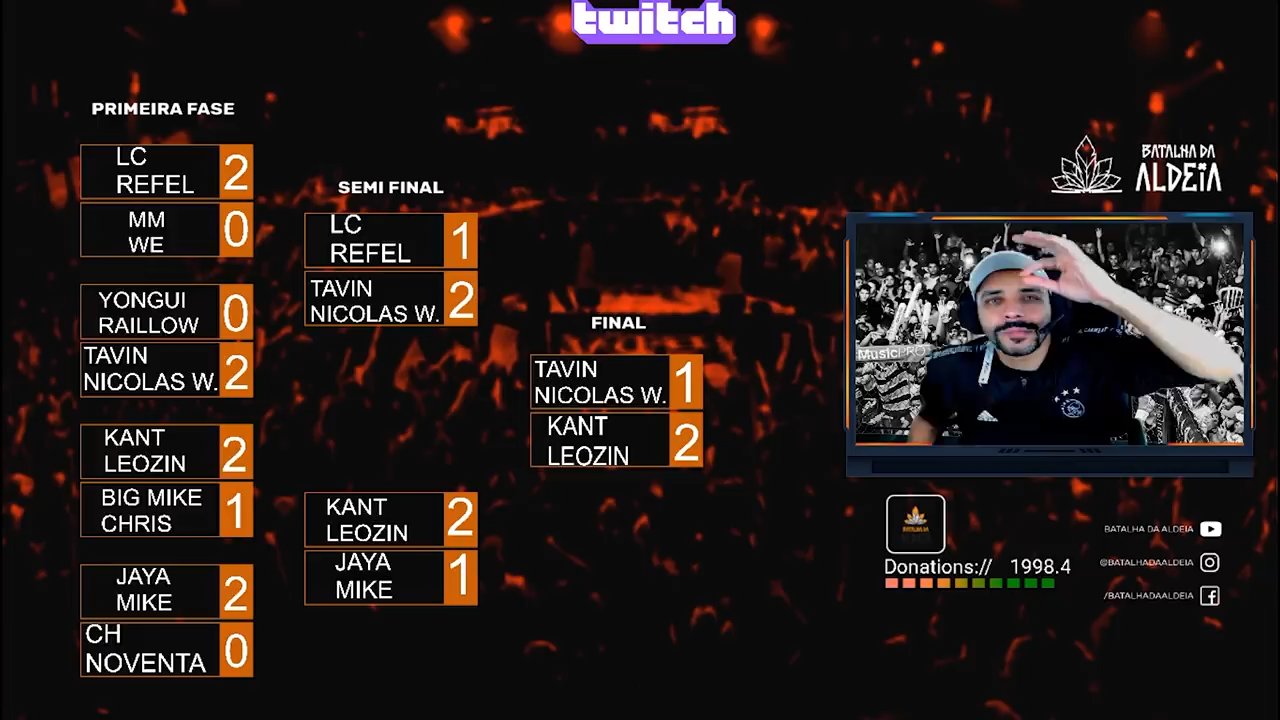 twitch
PRIMEIRA FASE
LC
REFEL
2
MM
WE
0
YONGUI
RAILLOW
0
TAVIN
NICOLAS W.
2
KANT
LEOZIN
2
BIG MIKE
CHRIS
1
JAYA
MIKE
2
CH
NOVENTA
0
SEMI FINAL
LC
REFEL
1
TAVIN
NICOLAS W.
2
KANT
LEOZIN
2
JAYA
MIKE
1
FINAL
TAVIN
NICOLAS W.
1
KANT
LEOZIN
2
BATALHA DA
ALDEIA
MusicPRO
Donations:// 1998.4
BATALHA DA ALDEIA
@BATALHADAALDEIA
/BATALHADAALDEIA